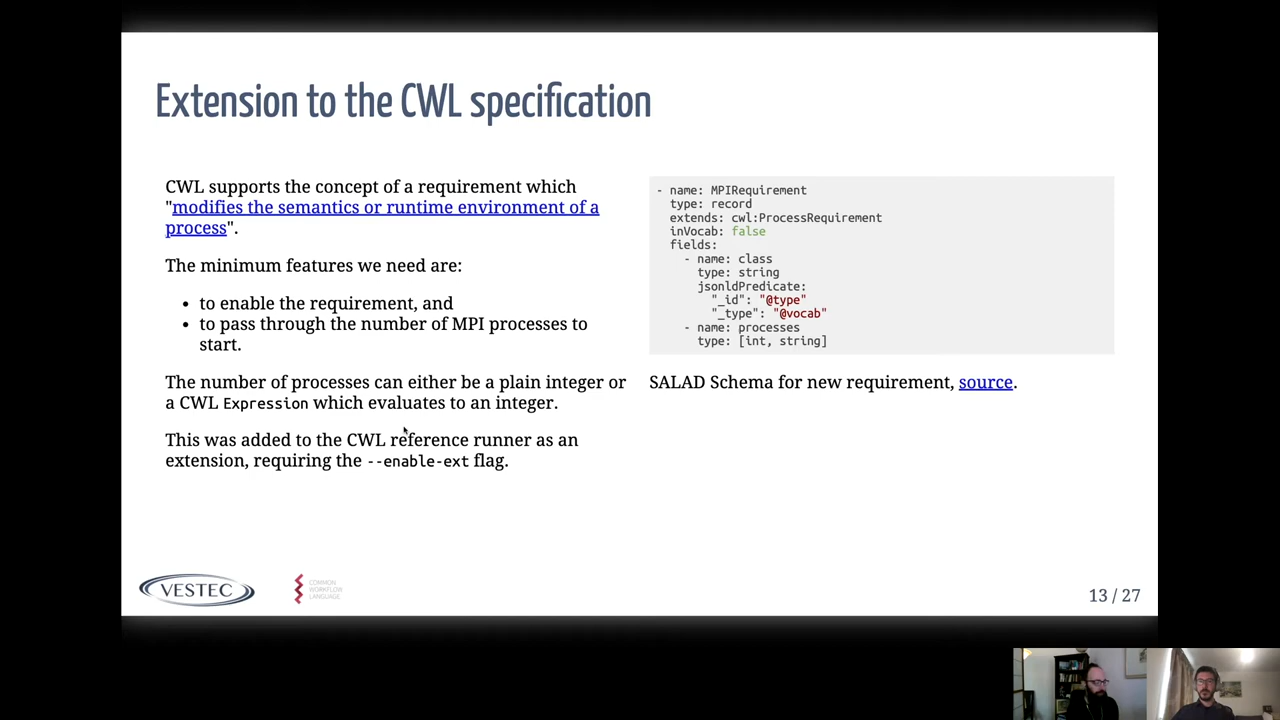 Extension to the CWL specification
CWL supports the concept of a requirement which
"modifies the semantics or runtime environment of a
process".
The minimum features we need are:
• to enable the requirement, and
• to pass through the number of MPI processes to
start.
The number of processes can either be a plain integer or
a CWL Expression which evaluates to an integer.
This was added to the CWL reference runner as an
extension, requiring the --enable-ext flag.
- name: MPIRequirement
  type: record
  extends: cwl:ProcessRequirement
  inVocab: false
  fields:
    - name: class
      type: string
      jsonldPredicate:
        "_id": "@type"
        "_type": "@vocab"
    - name: processes
      type: [int, string]
SALAD Schema for new requirement, source.
VESTEC
COMMON
WORKFLOW
LANGUAGE
13 / 27